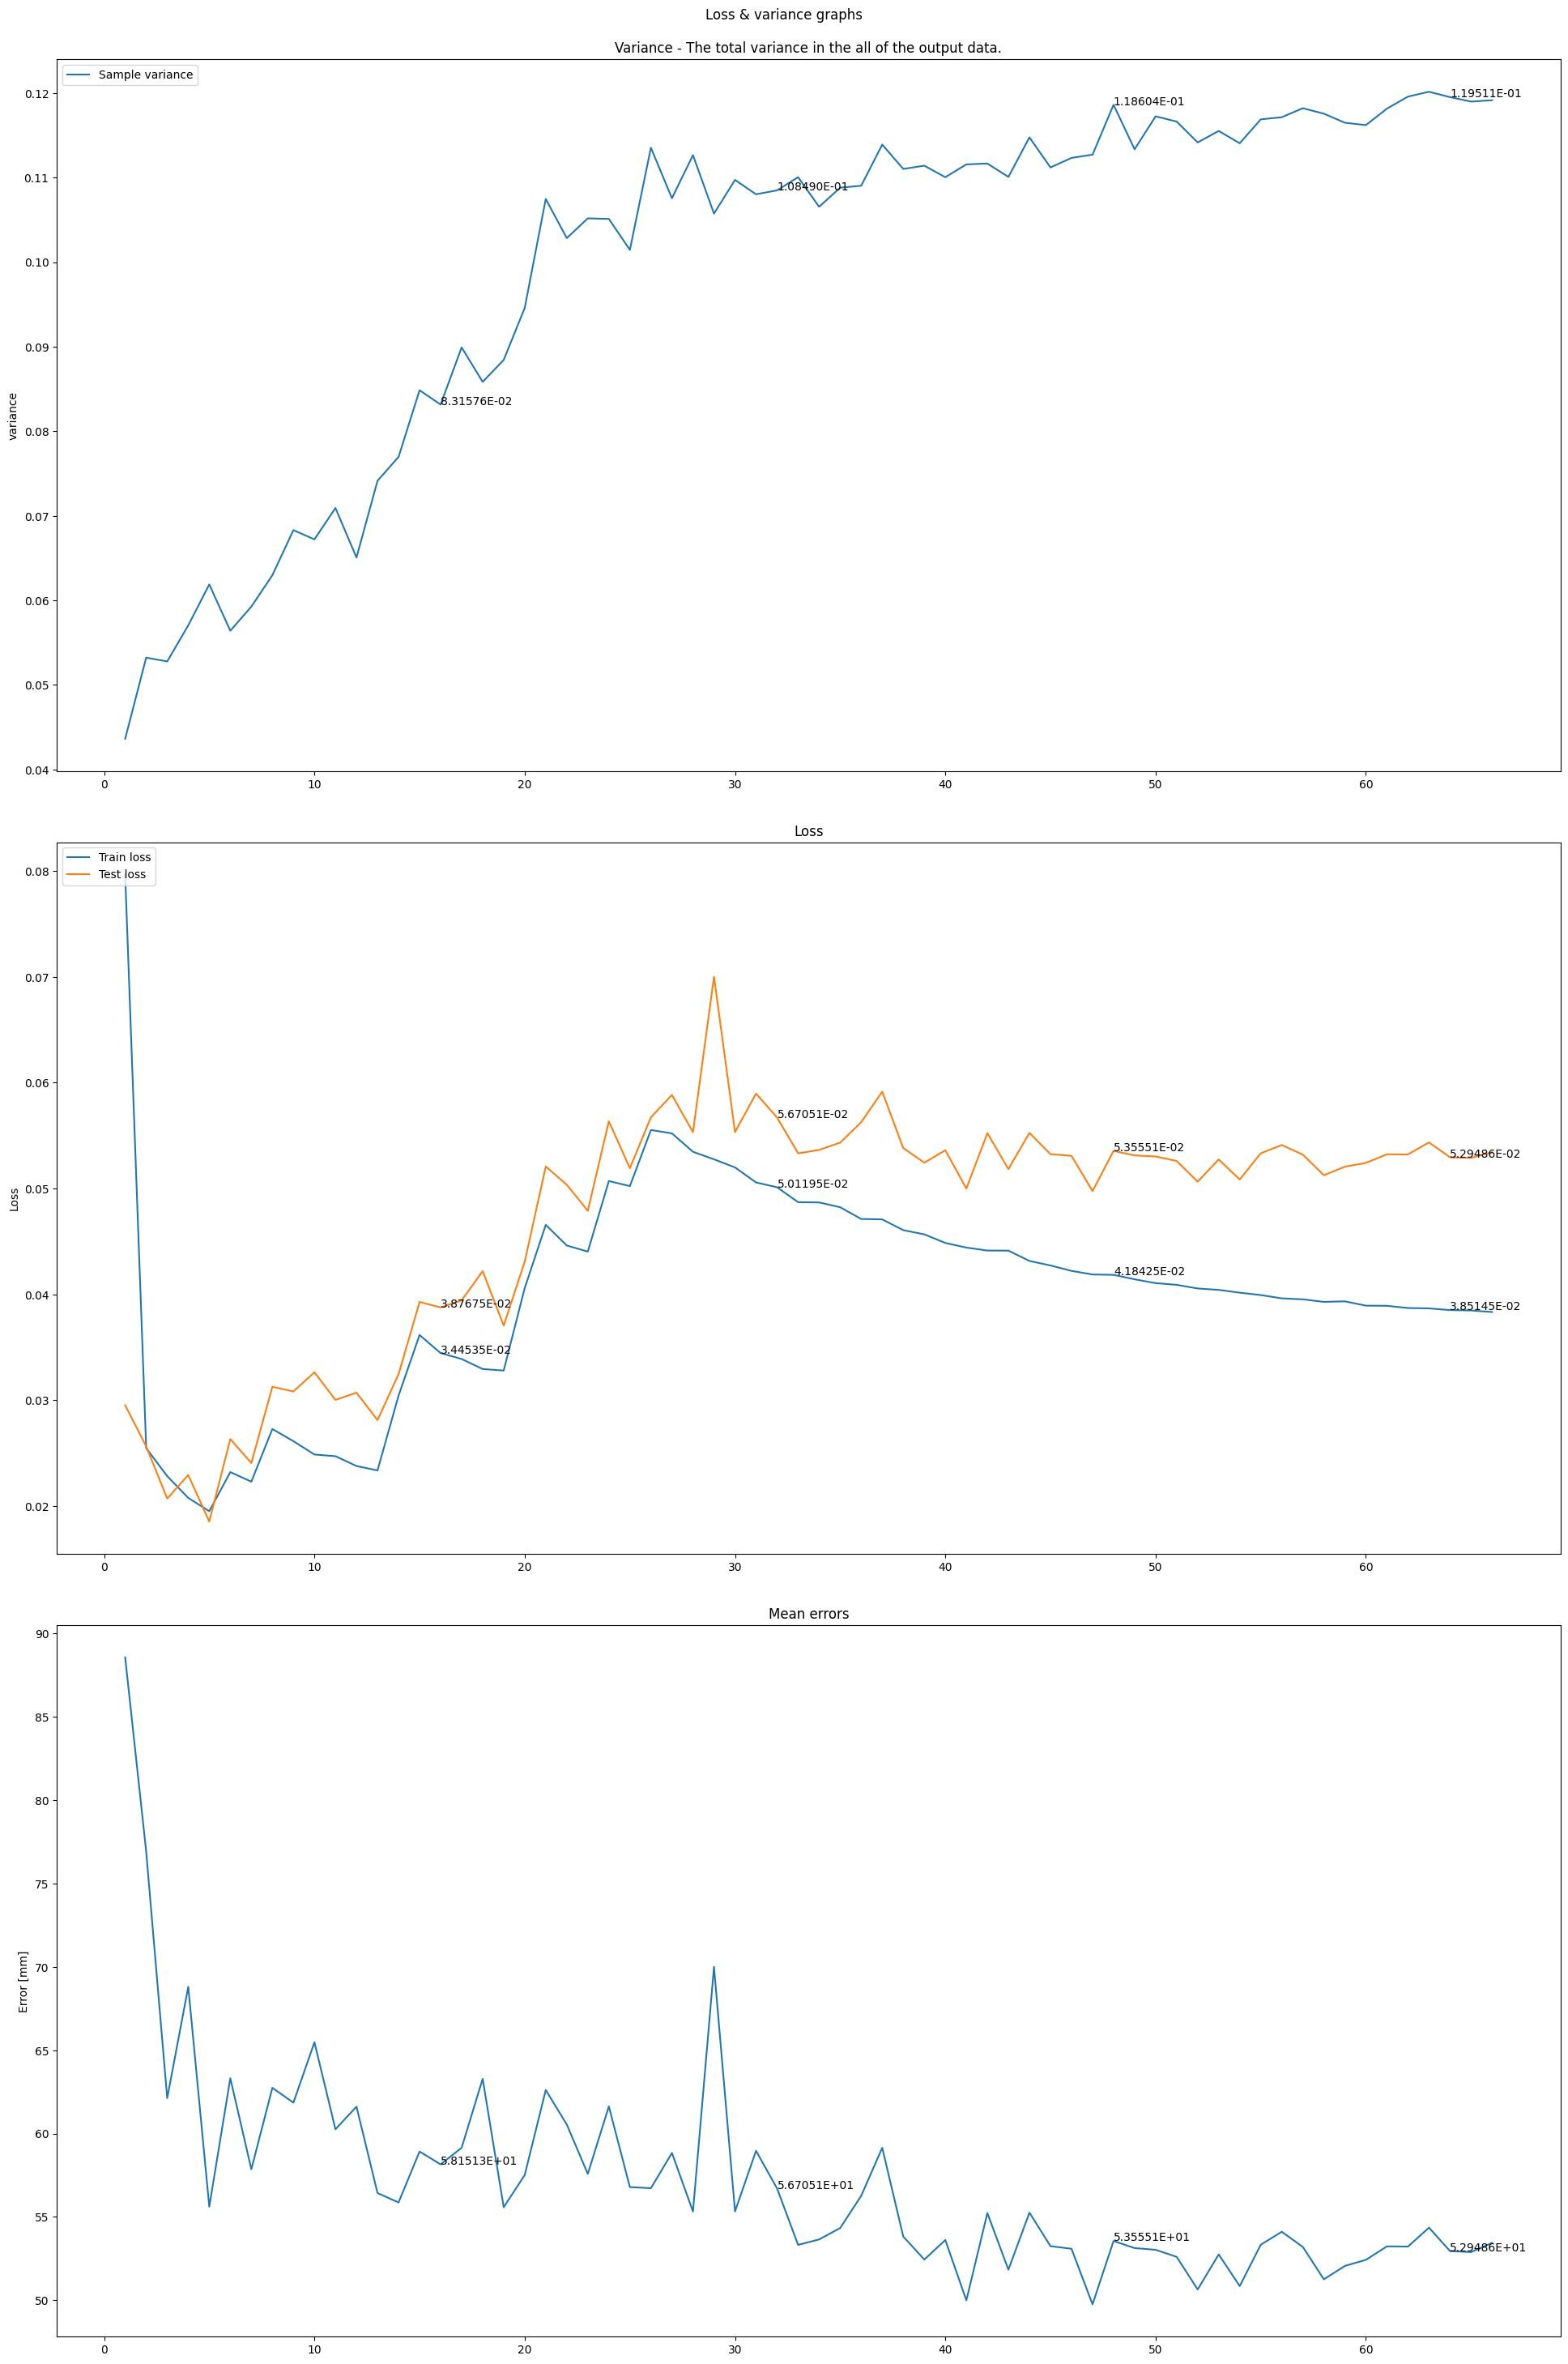 Loss & variance graphs
Variance - The total variance in the all of the output data.
Sample variance
0.12
0.11
0.10
0.09
0.08
0.07
0.06
0.05
0.04
variance
8.31576E-02
1.08490E-01
1.18604E-01
1.19511E-01
0 10 20 30 40 50 60
Loss
Train loss
Test loss
0.08
0.07
0.06
0.05
0.04
0.03
0.02
Loss
3.87675E-02
3.44535E-02
5.67051E-02
5.01195E-02
5.35551E-02
4.18425E-02
5.29486E-02
3.85145E-02
0 10 20 30 40 50 60
Mean errors
90
85
80
75
70
65
60
55
50
Error [mm]
5.81513E+01
5.67051E+01
5.35551E+01
5.29486E+01
0 10 20 30 40 50 60